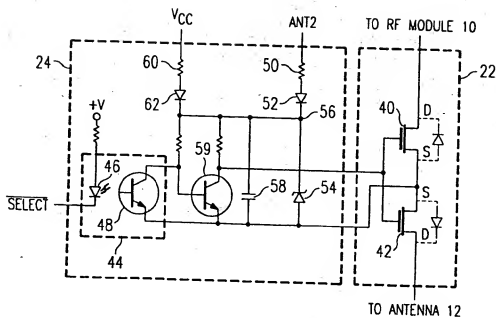 V_CC
ANT2
TO RF MODULE 10
24
60
50
22
62
52
56
40
D
+V
59
S
46
58
54
S
SELECT
48
D
42
44
TO ANTENNA 12